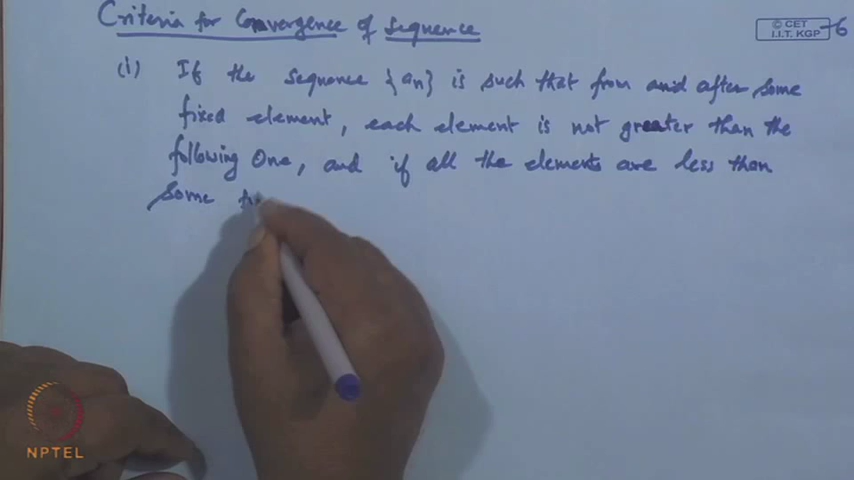 Criteria for Convergence of Sequence
© CET
I.I.T. KGP
6
(i) If the sequence {an} is such that from and after some
fixed element, each element is not greater than the
following One, and if all the elements are less than
Some
NPTEL